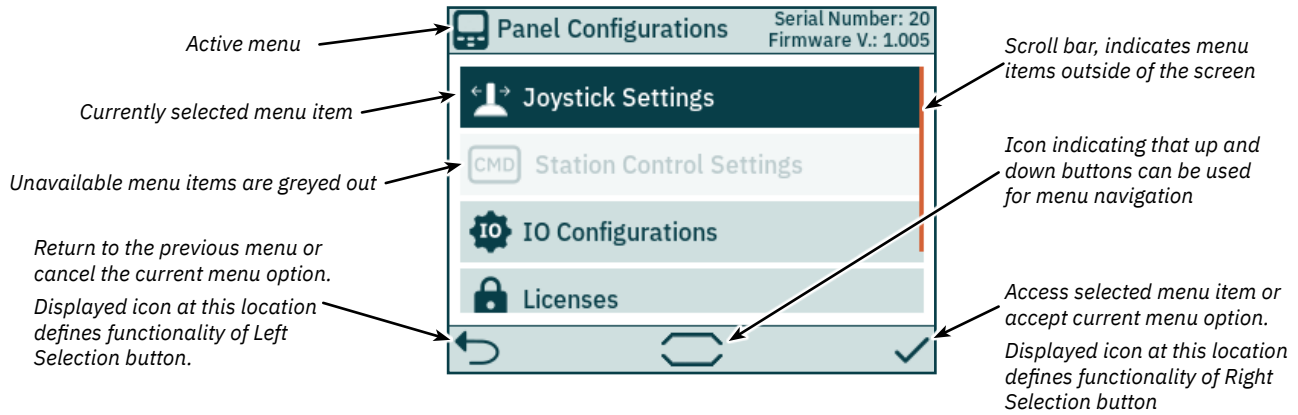 Active menu
Currently selected menu item
Unavailable menu items are greyed out
Return to the previous menu or
cancel the current menu option.
Displayed icon at this location
defines functionality of Left
Selection button.
Panel Configurations
Serial Number: 20
Firmware V.: 1.005
Joystick Settings
CMD Station Control Settings
IO IO Configurations
Licenses
Scroll bar, indicates menu
items outside of the screen
Icon indicating that up and
down buttons can be used
for menu navigation
Access selected menu item or
accept current menu option.
Displayed icon at this location
defines functionality of Right
Selection button